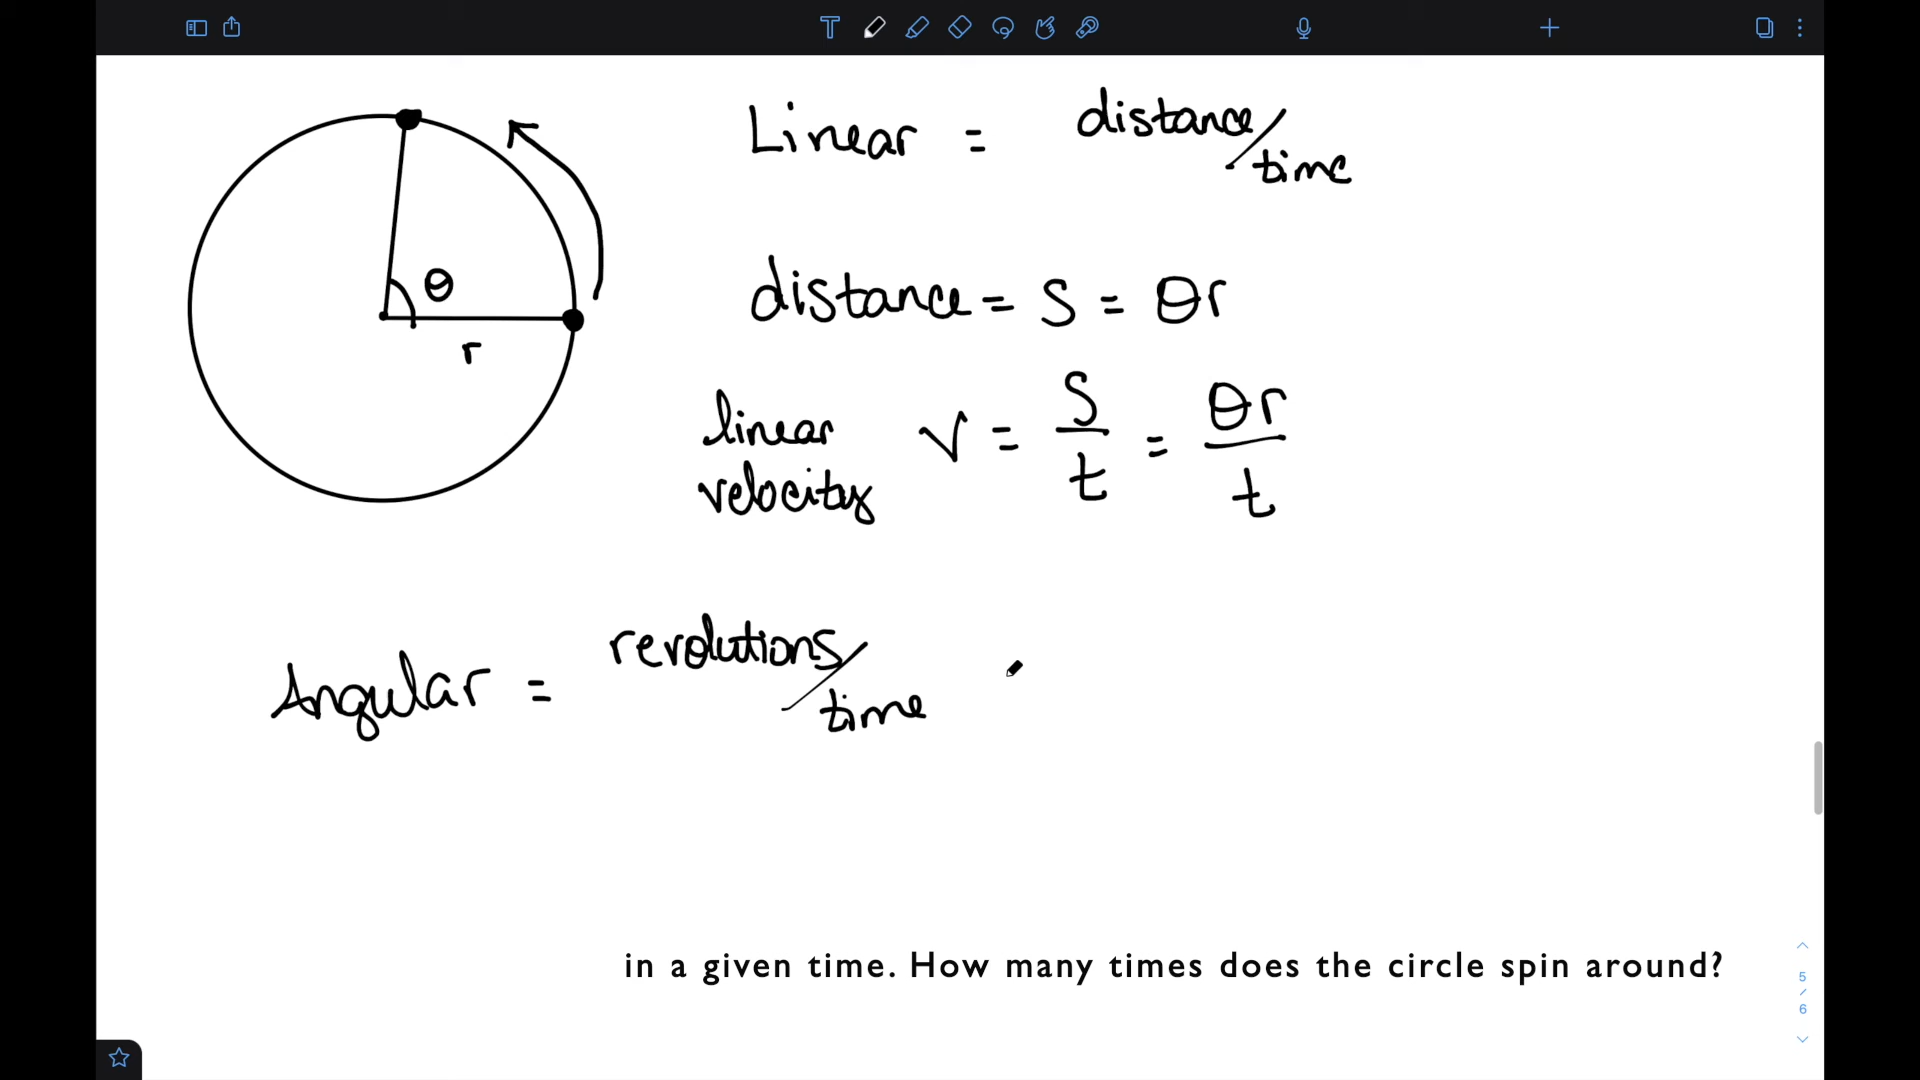 Linear = distance/time
θ
distance = S = θr
r
linear velocity V = S/t = θr/t
Angular = revolutions/time
in a given time. How many times does the circle spin around?
5/6